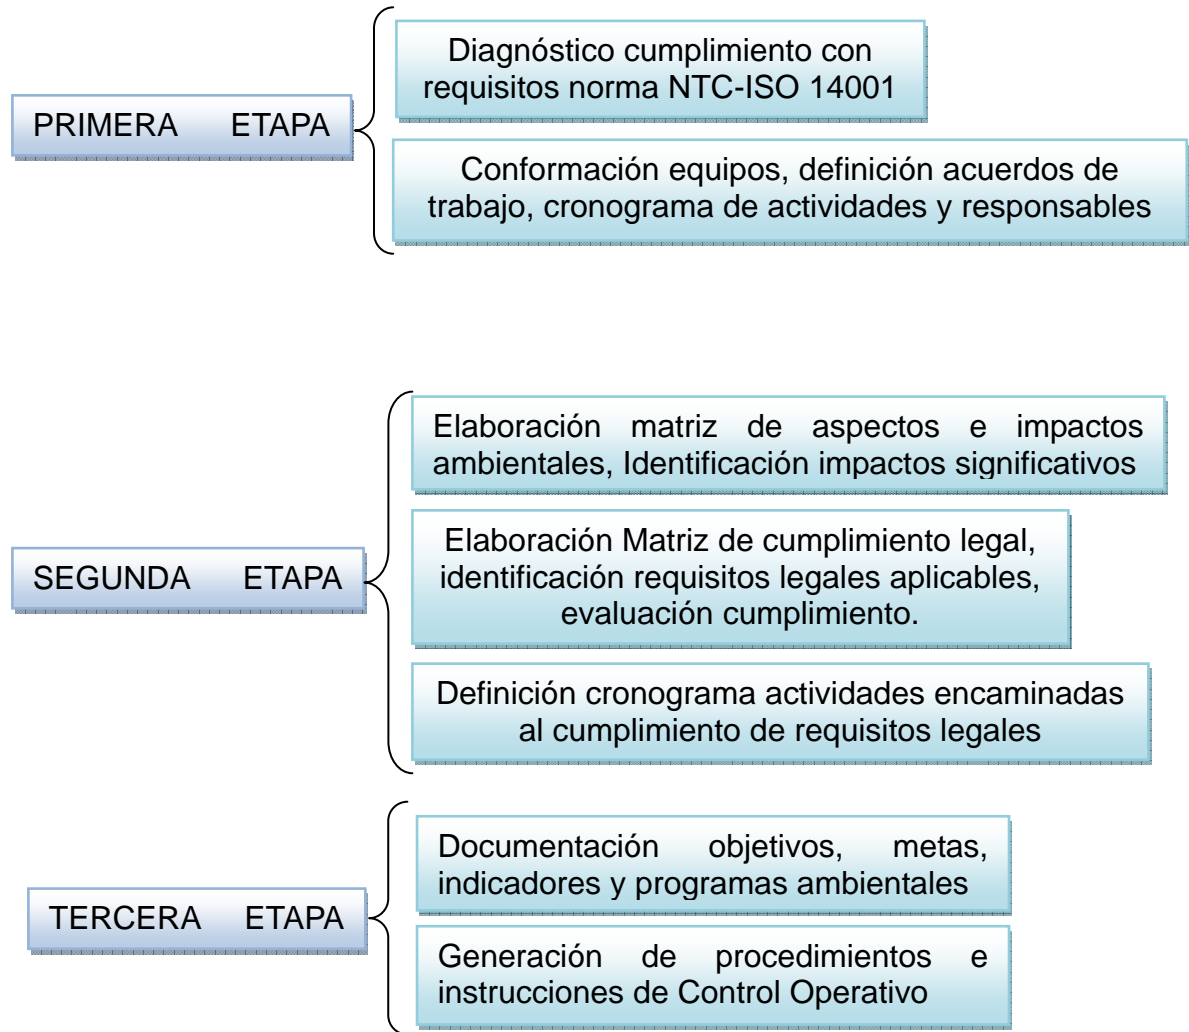 PRIMERA ETAPA
Diagnóstico cumplimiento con
requisitos norma NTC-ISO 14001
Conformación equipos, definición acuerdos de
trabajo, cronograma de actividades y responsables
SEGUNDA ETAPA
Elaboración matriz de aspectos e impactos
ambientales, Identificación impactos significativos
Elaboración Matriz de cumplimiento legal,
identificación requisitos legales aplicables,
evaluación cumplimiento.
Definición cronograma actividades encaminadas
al cumplimiento de requisitos legales
TERCERA ETAPA
Documentación objetivos, metas,
indicadores y programas ambientales
Generación de procedimientos e
instrucciones de Control Operativo